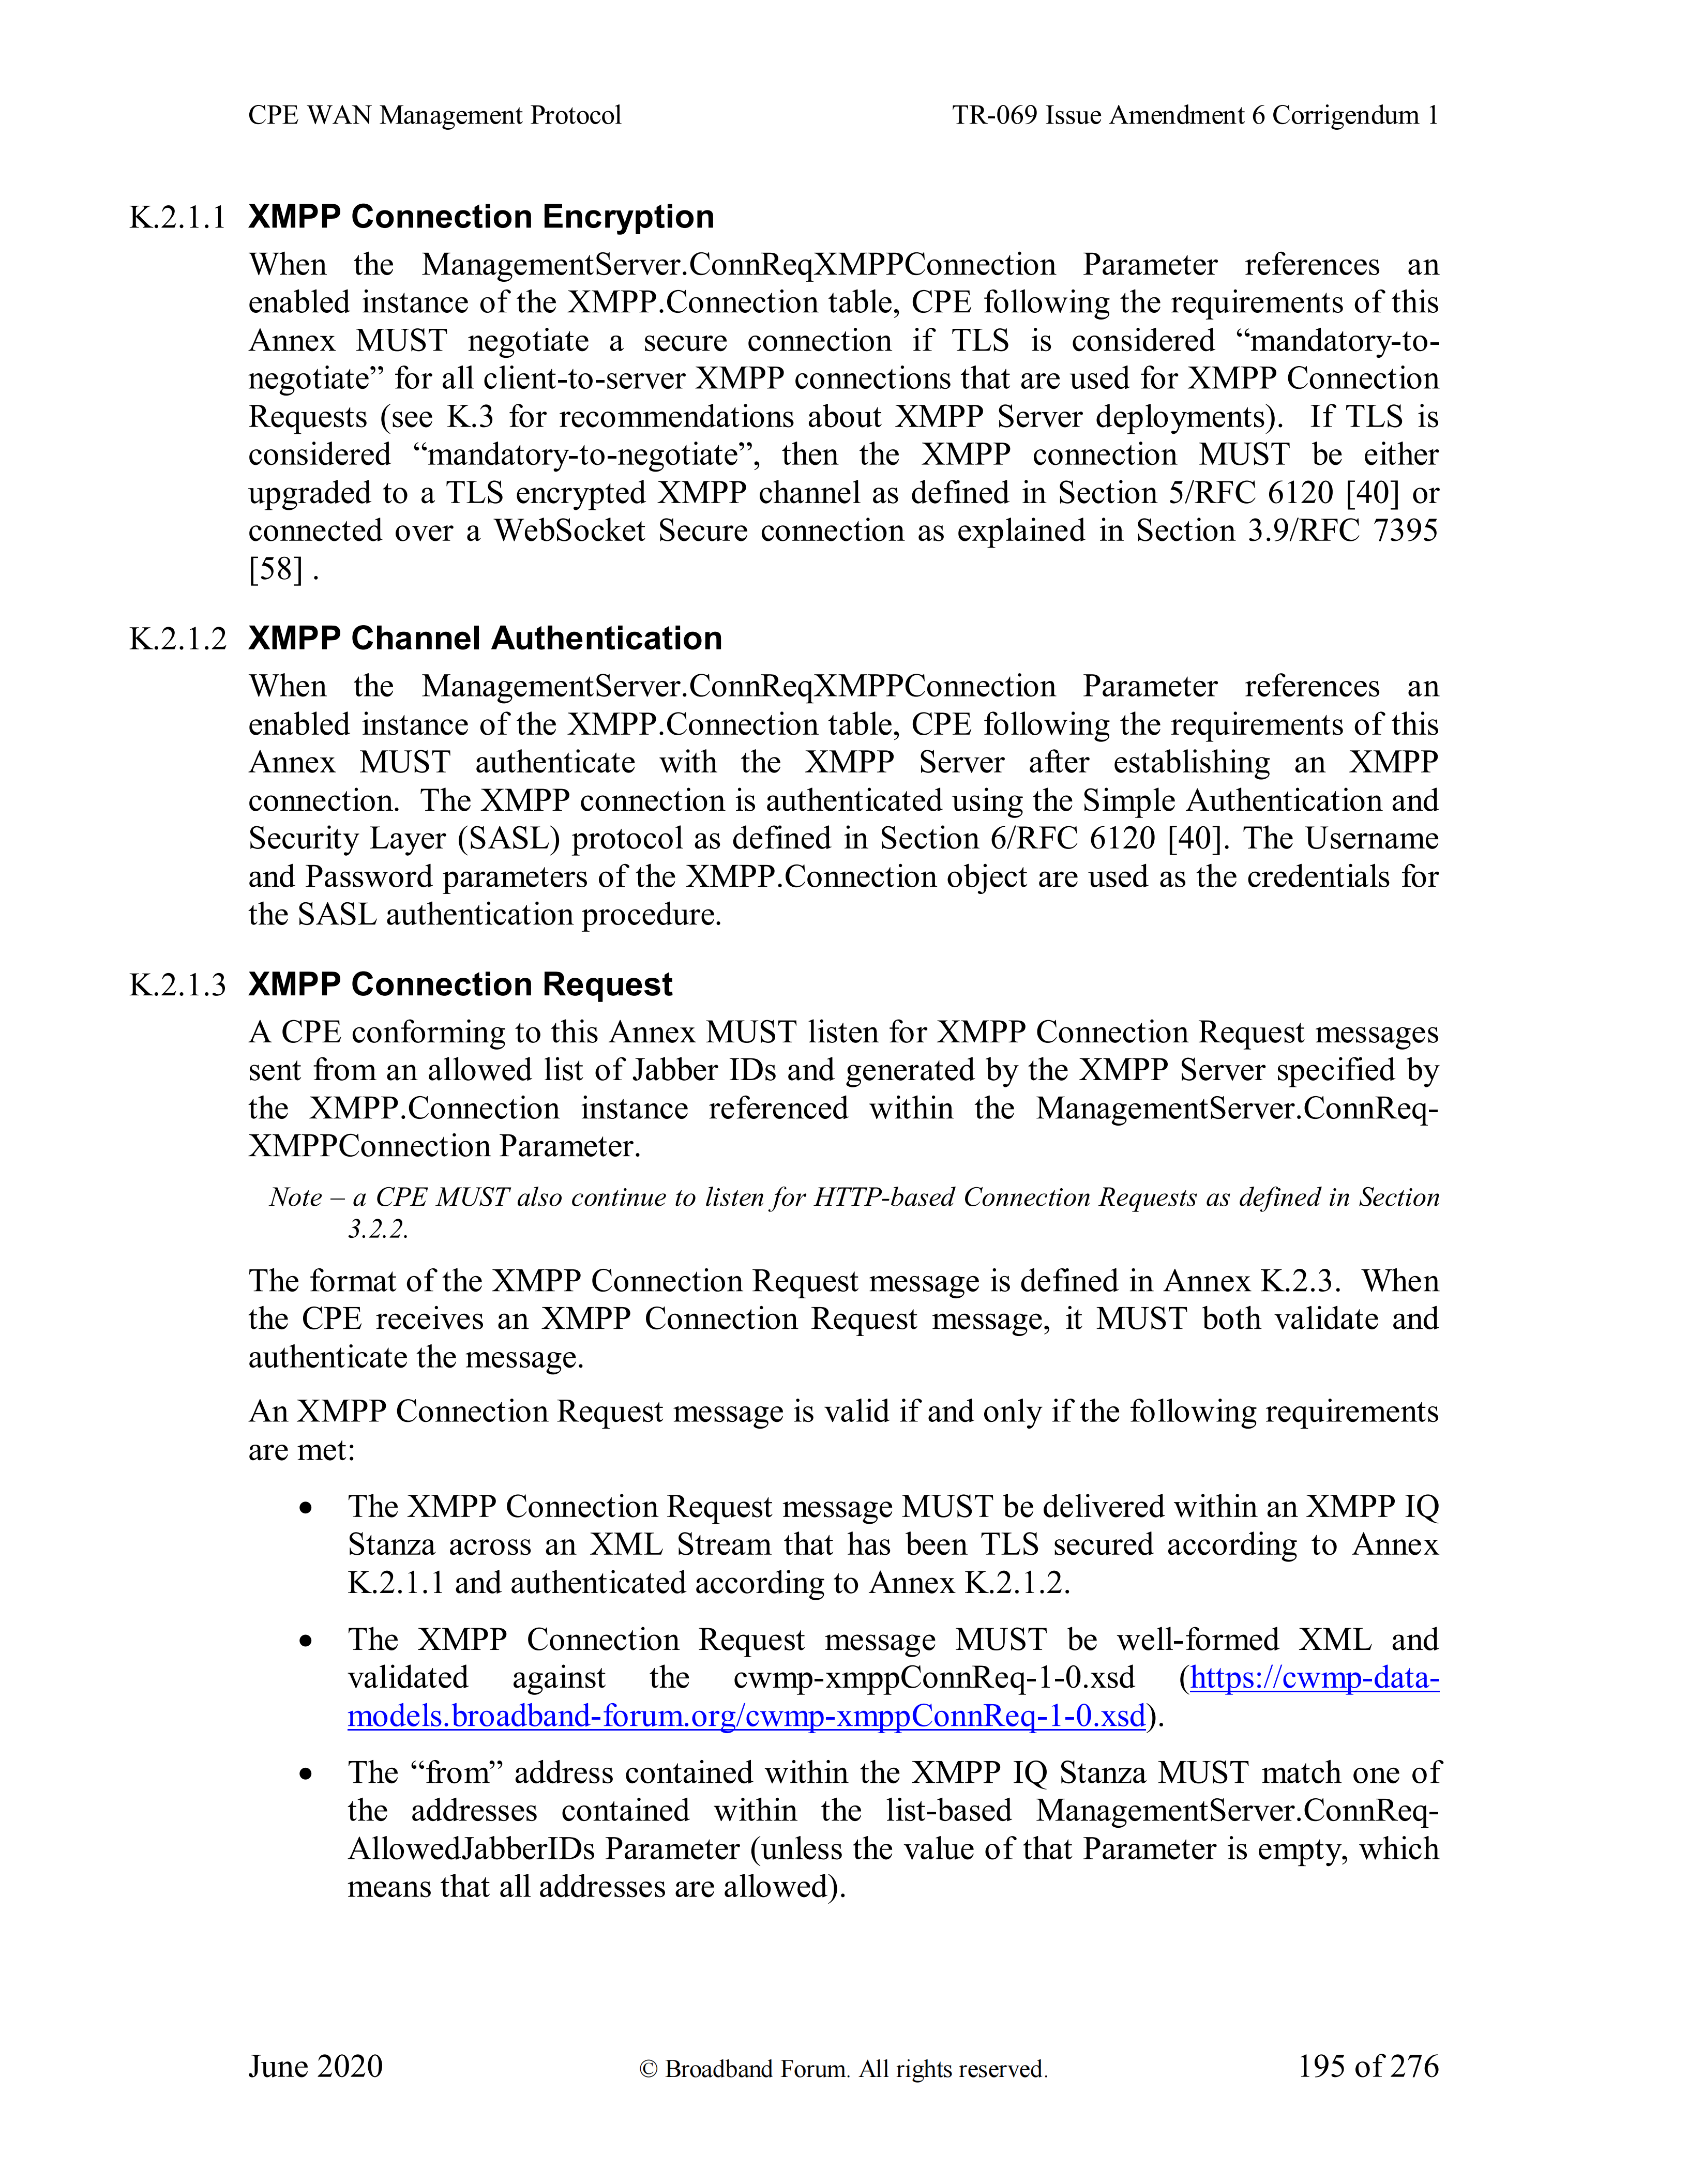 CPE WAN Management Protocol TR-069 Issue Amendment 6 Corrigendum 1
K.2.1.1 XMPP Connection Encryption
When the ManagementServer.ConnReqXMPPConnection Parameter references an
enabled instance of the XMPP.Connection table, CPE following the requirements of this
Annex MUST negotiate a secure connection if TLS is considered “mandatory-to-
negotiate” for all client-to-server XMPP connections that are used for XMPP Connection
Requests (see K.3 for recommendations about XMPP Server deployments). If TLS is
considered “mandatory-to-negotiate”, then the XMPP connection MUST be either
upgraded to a TLS encrypted XMPP channel as defined in Section 5/RFC 6120 [40] or
connected over a WebSocket Secure connection as explained in Section 3.9/RFC 7395
[58] .
K.2.1.2 XMPP Channel Authentication
When the ManagementServer.ConnReqXMPPConnection Parameter references an
enabled instance of the XMPP.Connection table, CPE following the requirements of this
Annex MUST authenticate with the XMPP Server after establishing an XMPP
connection. The XMPP connection is authenticated using the Simple Authentication and
Security Layer (SASL) protocol as defined in Section 6/RFC 6120 [40]. The Username
and Password parameters of the XMPP.Connection object are used as the credentials for
the SASL authentication procedure.
K.2.1.3 XMPP Connection Request
A CPE conforming to this Annex MUST listen for XMPP Connection Request messages
sent from an allowed list of Jabber IDs and generated by the XMPP Server specified by
the XMPP.Connection instance referenced within the ManagementServer.ConnReq-
XMPPConnection Parameter.
Note – a CPE MUST also continue to listen for HTTP-based Connection Requests as defined in Section
3.2.2.
The format of the XMPP Connection Request message is defined in Annex K.2.3. When
the CPE receives an XMPP Connection Request message, it MUST both validate and
authenticate the message.
An XMPP Connection Request message is valid if and only if the following requirements
are met:
• The XMPP Connection Request message MUST be delivered within an XMPP IQ
Stanza across an XML Stream that has been TLS secured according to Annex
K.2.1.1 and authenticated according to Annex K.2.1.2.
• The XMPP Connection Request message MUST be well-formed XML and
validated against the cwmp-xmppConnReq-1-0.xsd (https://cwmp-data-
models.broadband-forum.org/cwmp-xmppConnReq-1-0.xsd).
• The “from” address contained within the XMPP IQ Stanza MUST match one of
the addresses contained within the list-based ManagementServer.ConnReq-
AllowedJabberIDs Parameter (unless the value of that Parameter is empty, which
means that all addresses are allowed).
June 2020 © Broadband Forum. All rights reserved. 195 of 276